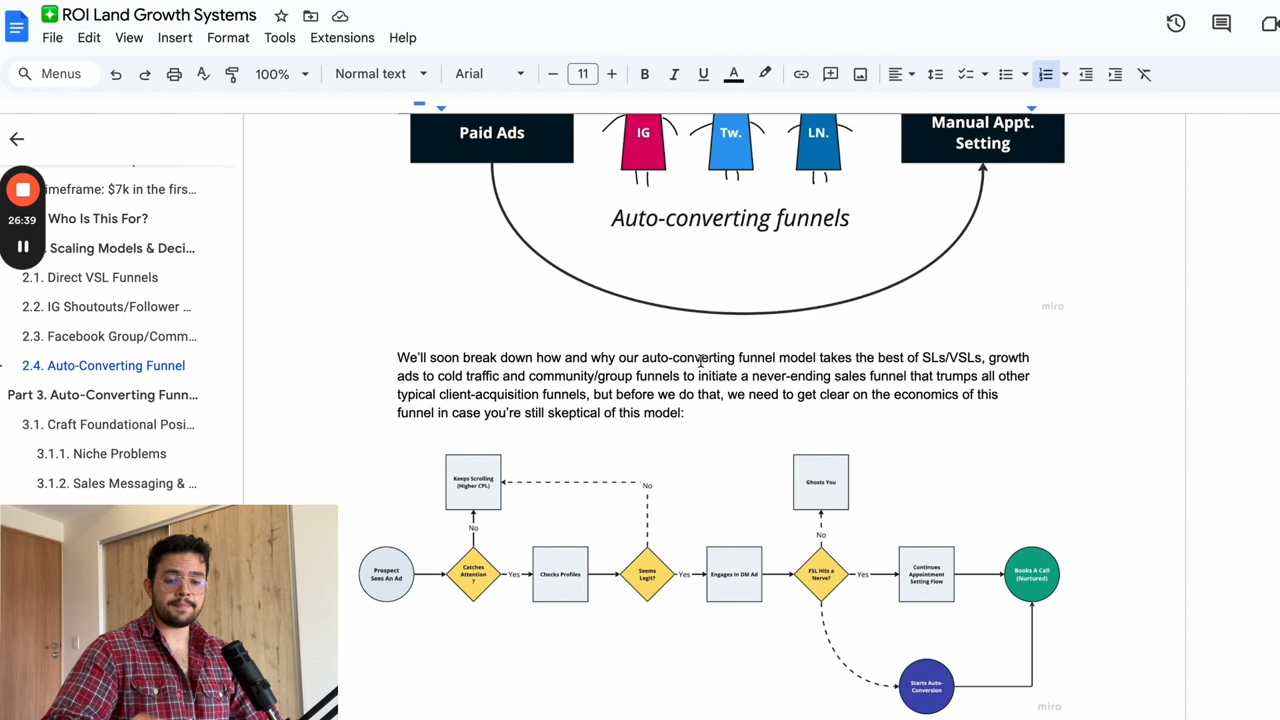 ROI Land Growth Systems
File Edit View Insert Format Tools Extensions Help
Menus 100% Normal text Arial 11
imeframe: $7k in the firs...
26:39
Who Is This For?
Scaling Models & Deci...
2.1. Direct VSL Funnels
2.2. IG Shoutouts/Follower ...
2.3. Facebook Group/Comm...
2.4. Auto-Converting Funnel
Part 3. Auto-Converting Funn...
3.1. Craft Foundational Posi...
3.1.1. Niche Problems
3.1.2. Sales Messaging & ...
Paid Ads
IG
Tw.
LN.
Manual Appt.
Setting
Auto-converting funnels
miro
We'll soon break down how and why our auto-converting funnel model takes the best of SLs/VSLs, growth
ads to cold traffic and community/group funnels to initiate a never-ending sales funnel that trumps all other
typical client-acquisition funnels, but before we do that, we need to get clear on the economics of this
funnel in case you're still skeptical of this model:
Keeps Scrolling
(Higher CPL)
No
Ghosts You
No
No
Prospect
Sees An Ad
Catches
Attention
?
Yes
Checks Profiles
Seems
Legit?
Yes
Engages In DM Ad
FSL Hits a
Nerve?
Yes
Continues
Appointment
Setting Flow
Books A Call
(Nurtured)
Starts Auto-
Conversion
miro